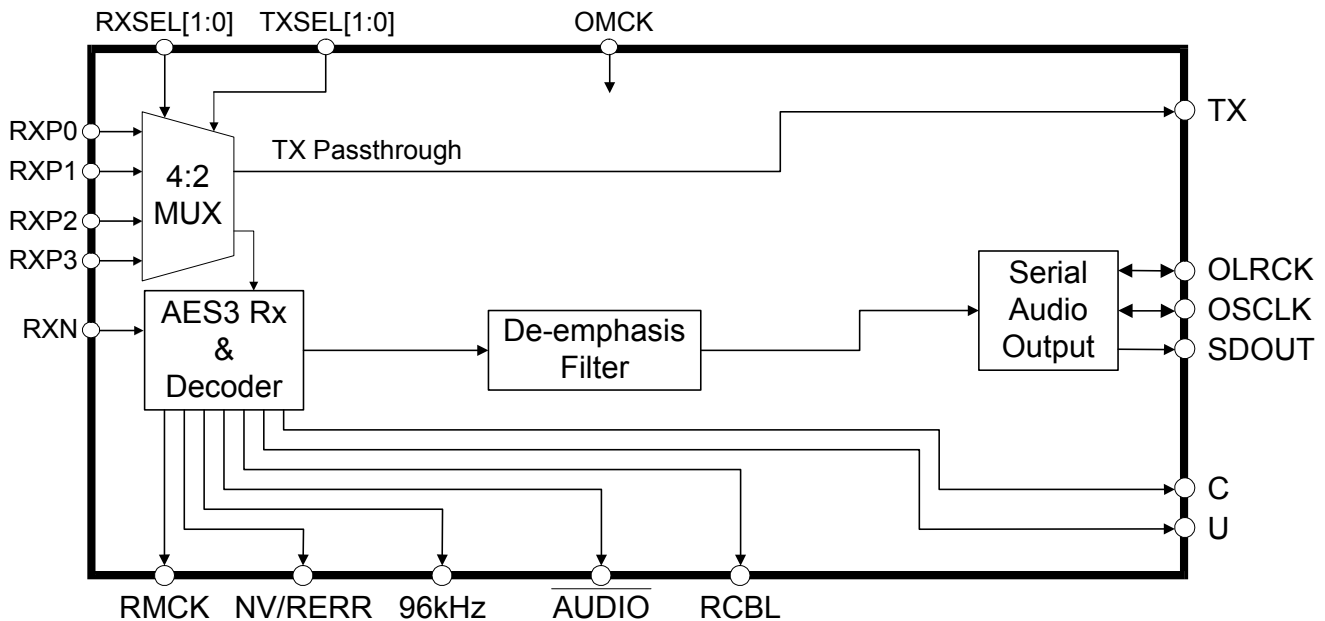 RXSEL[1:0]
TXSEL[1:0]
OMCK
RXP0
RXP1
RXP2
RXP3
RXN
4:2
MUX
TX Passthrough
TX
AES3 Rx
&
Decoder
De-emphasis
Filter
Serial
Audio
Output
OLRCK
OSCLK
SDOUT
C
U
RMCK
NV/RERR
96kHz
AUDIO
RCBL